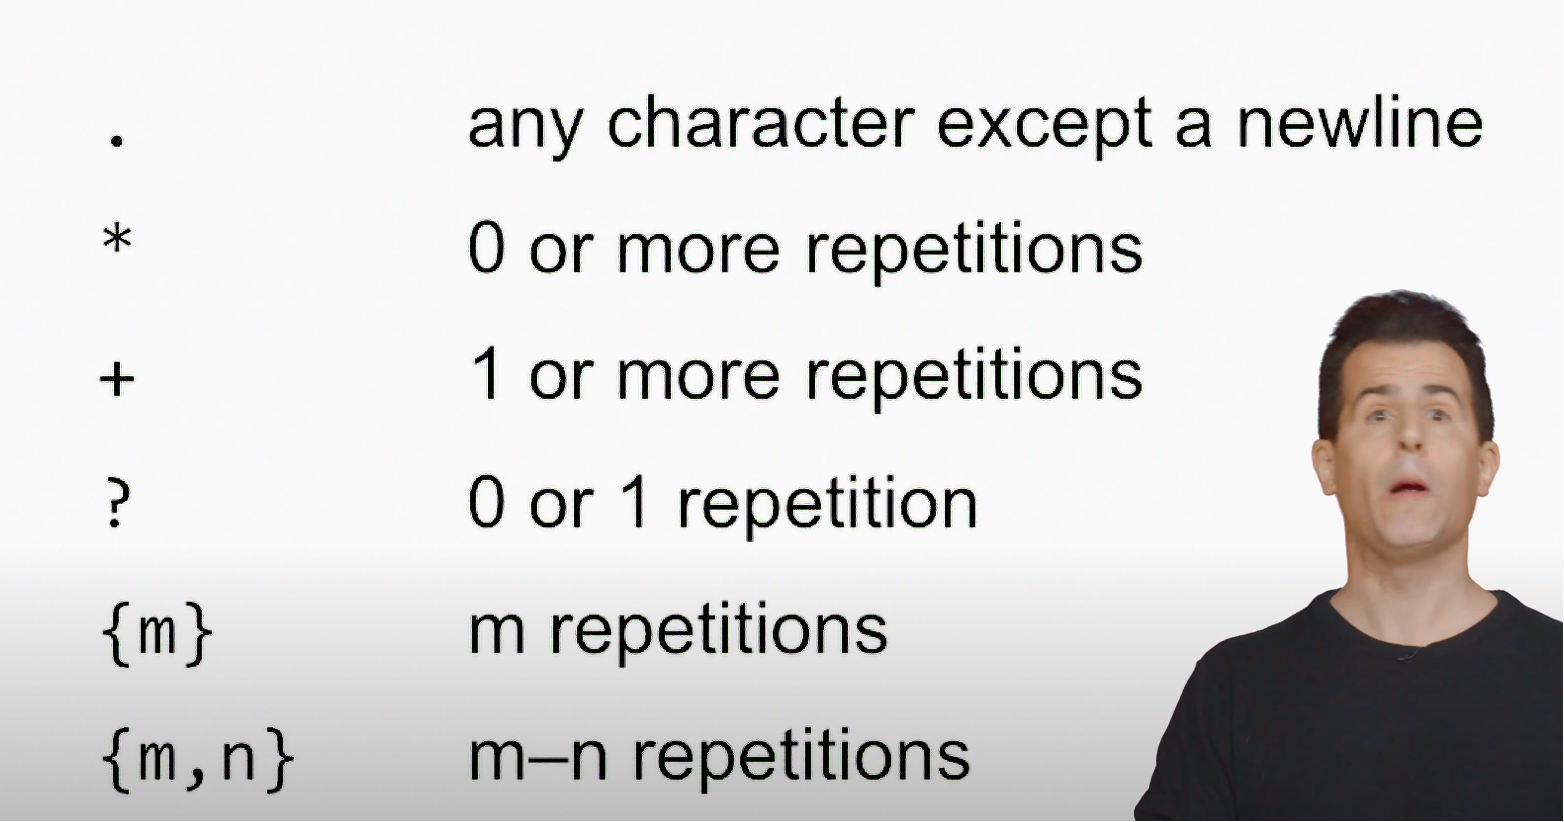 . any character except a newline
* 0 or more repetitions
+ 1 or more repetitions
? 0 or 1 repetition
{m} m repetitions
{m,n} m–n repetitions